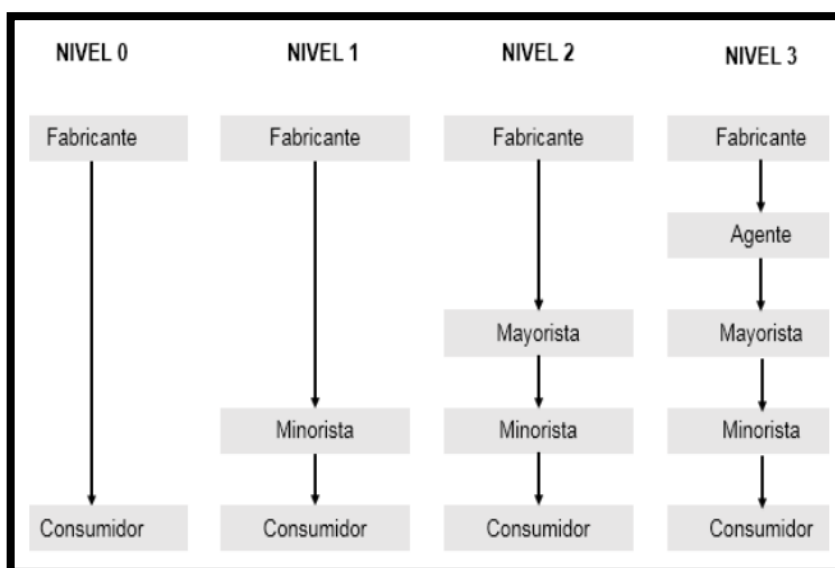 NIVEL 0 NIVEL 1 NIVEL 2 NIVEL 3
Fabricante Fabricante Fabricante Fabricante
Agente
Mayorista Mayorista
Minorista Minorista Minorista
Consumidor Consumidor Consumidor Consumidor